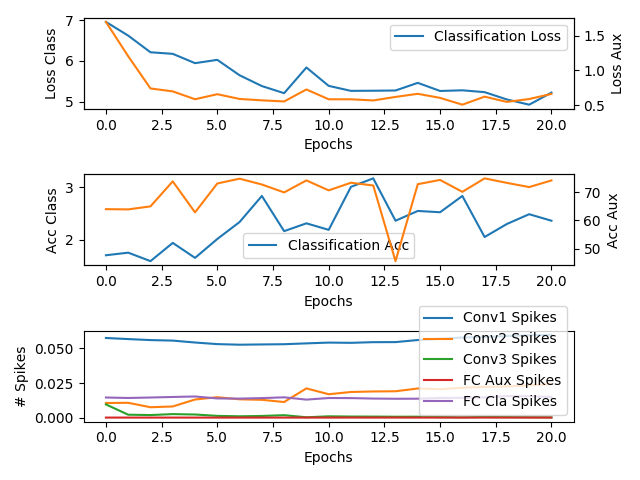 7
6
5
Loss Class
Classification Loss
1.5
1.0
0.5
Loss Aux
0.0 2.5 5.0 7.5 10.0 12.5 15.0 17.5 20.0
Epochs
3
2
Acc Class
Classification Acc
70
60
50
Acc Aux
0.0 2.5 5.0 7.5 10.0 12.5 15.0 17.5 20.0
Epochs
0.050
0.025
0.000
# Spikes
Conv1 Spikes
Conv2 Spikes
Conv3 Spikes
FC Aux Spikes
FC Cla Spikes
0.0 2.5 5.0 7.5 10.0 12.5 15.0 17.5 20.0
Epochs